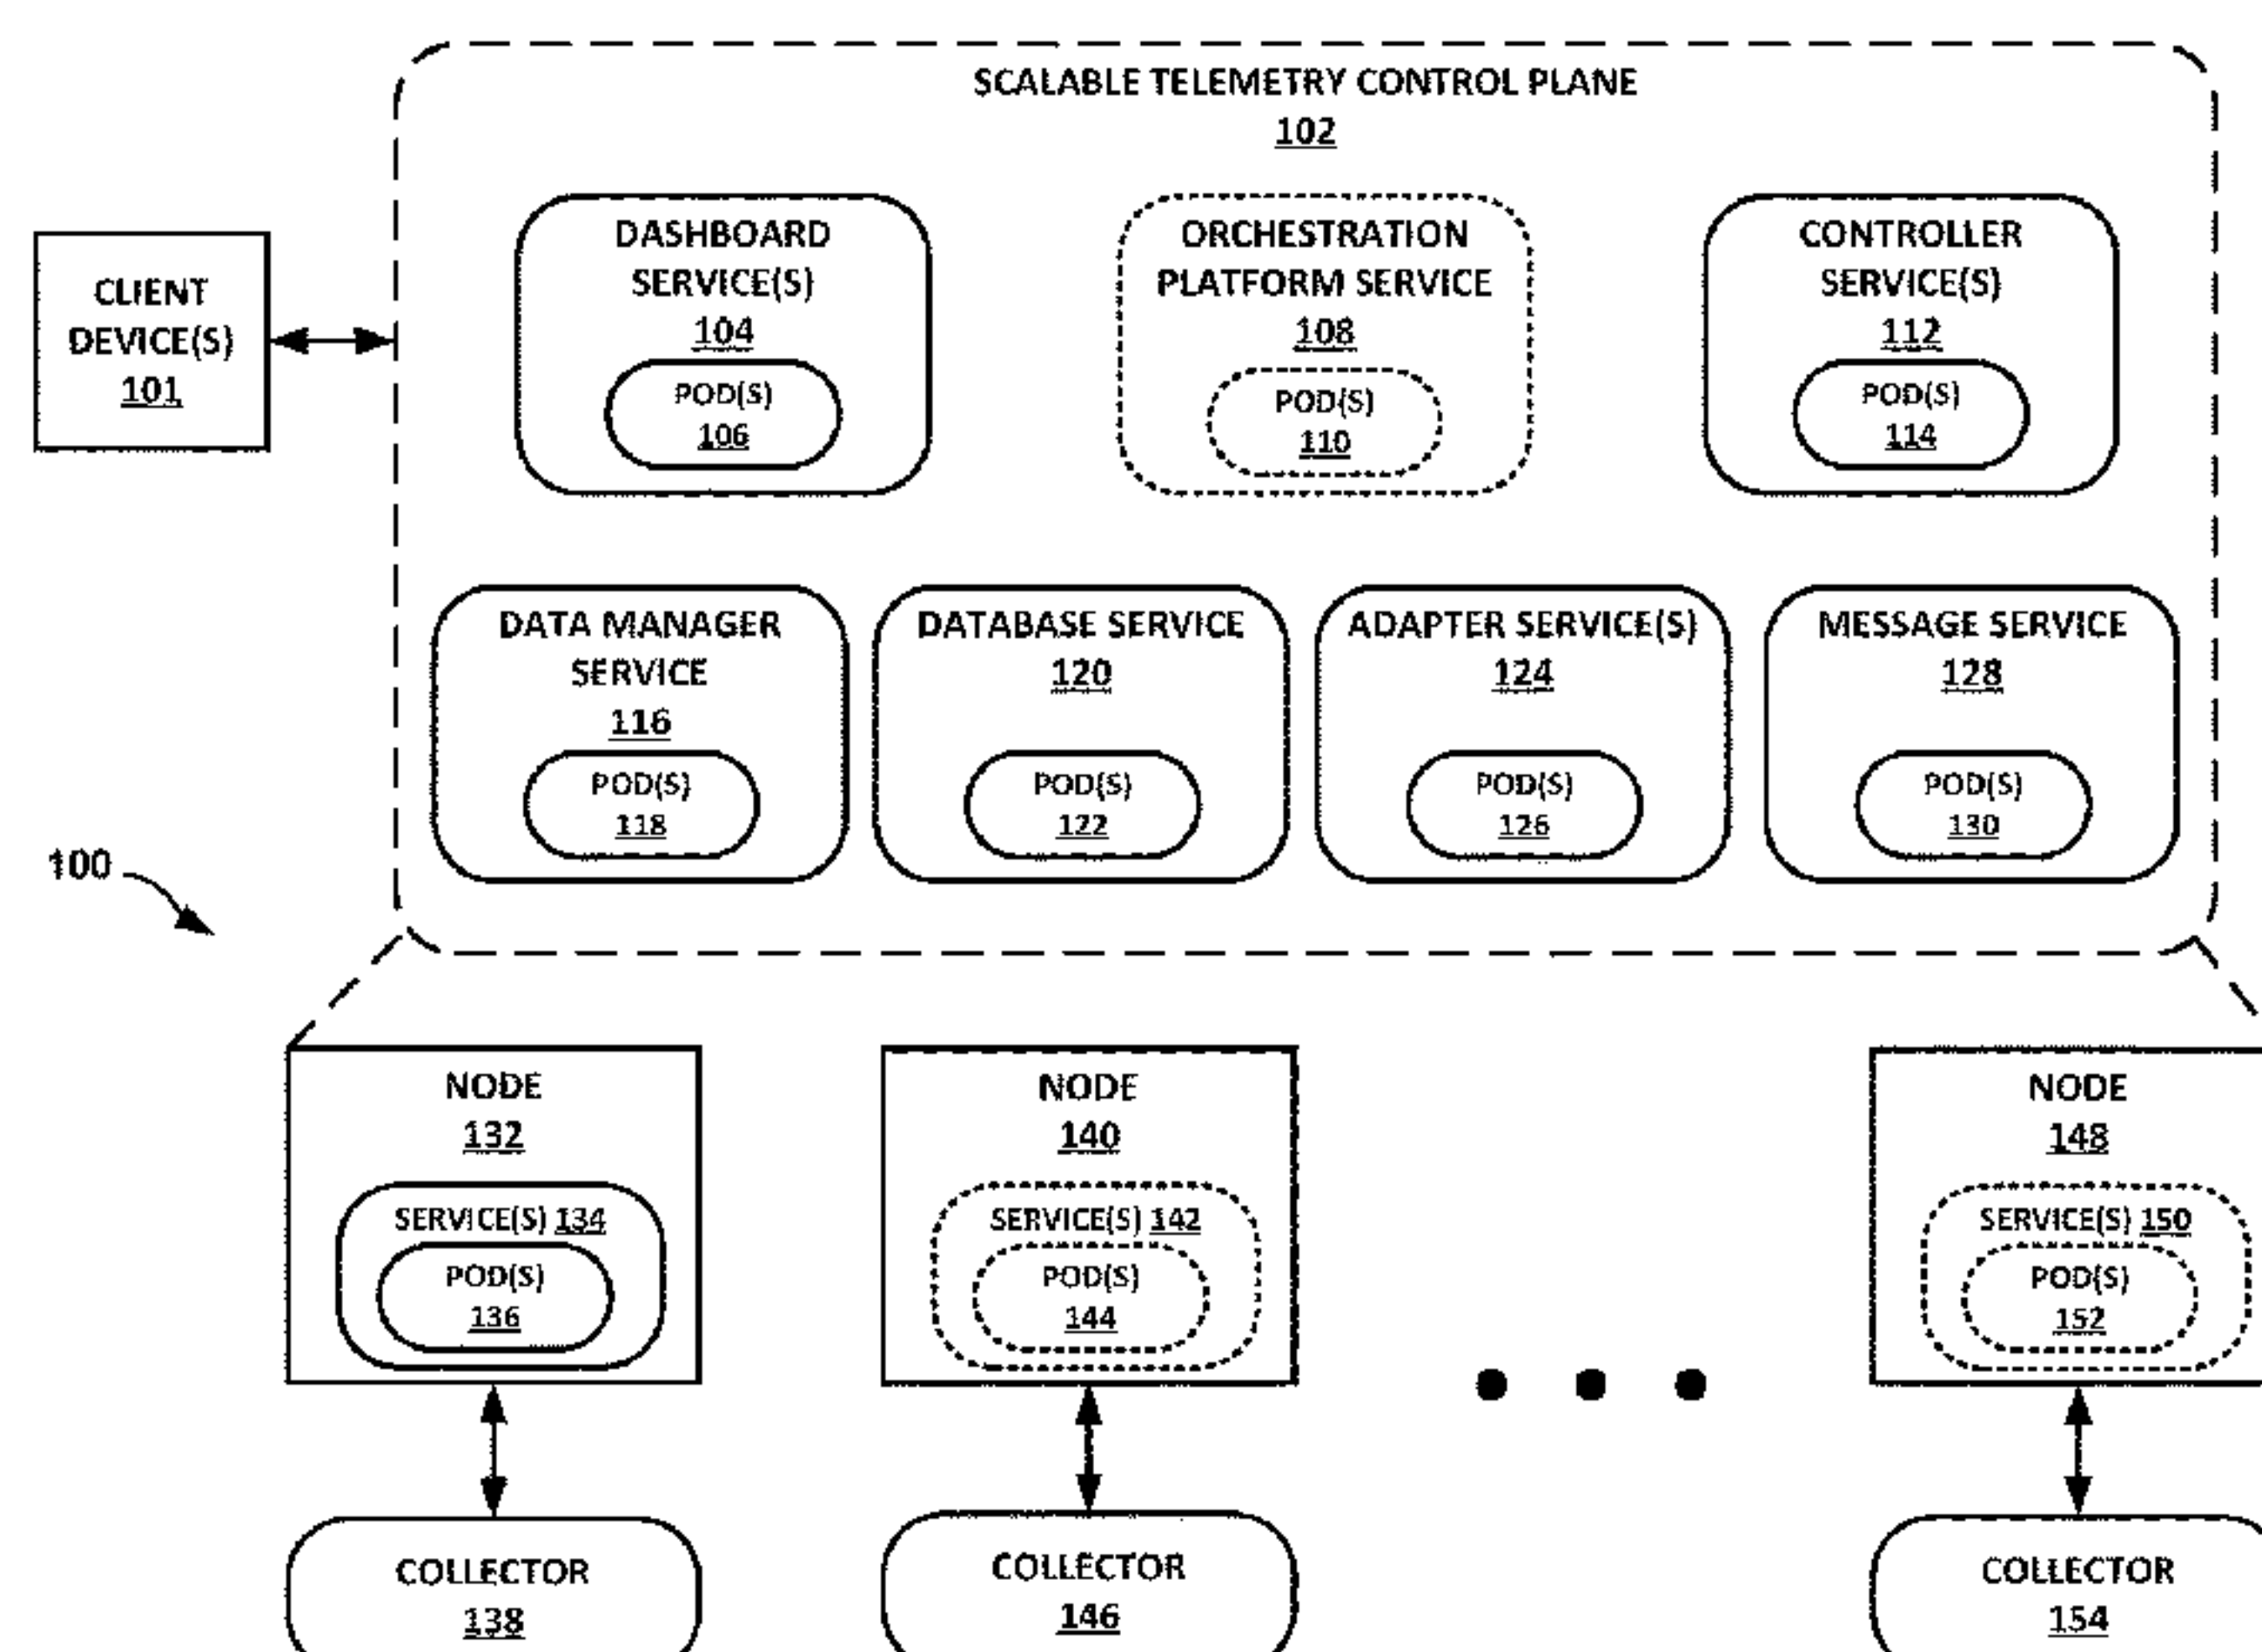 SCALABLE TELEMETRY CONTROL PLANE
102
CLIENT
DEVICE(S)
101
DASHBOARD
SERVICE(S)
104
POD(S)
106
ORCHESTRATION
PLATFORM SERVICE
108
POD(S)
110
CONTROLLER
SERVICE(S)
112
POD(S)
114
DATA MANAGER
SERVICE
116
POD(S)
118
DATABASE SERVICE
120
POD(S)
122
ADAPTER SERVICE(S)
124
POD(S)
126
MESSAGE SERVICE
128
POD(S)
130
100
NODE
132
SERVICE(S) 134
POD(S)
136
NODE
140
SERVICE(S) 142
POD(S)
144
NODE
148
SERVICE(S) 150
POD(S)
152
COLLECTOR
138
COLLECTOR
146
COLLECTOR
154